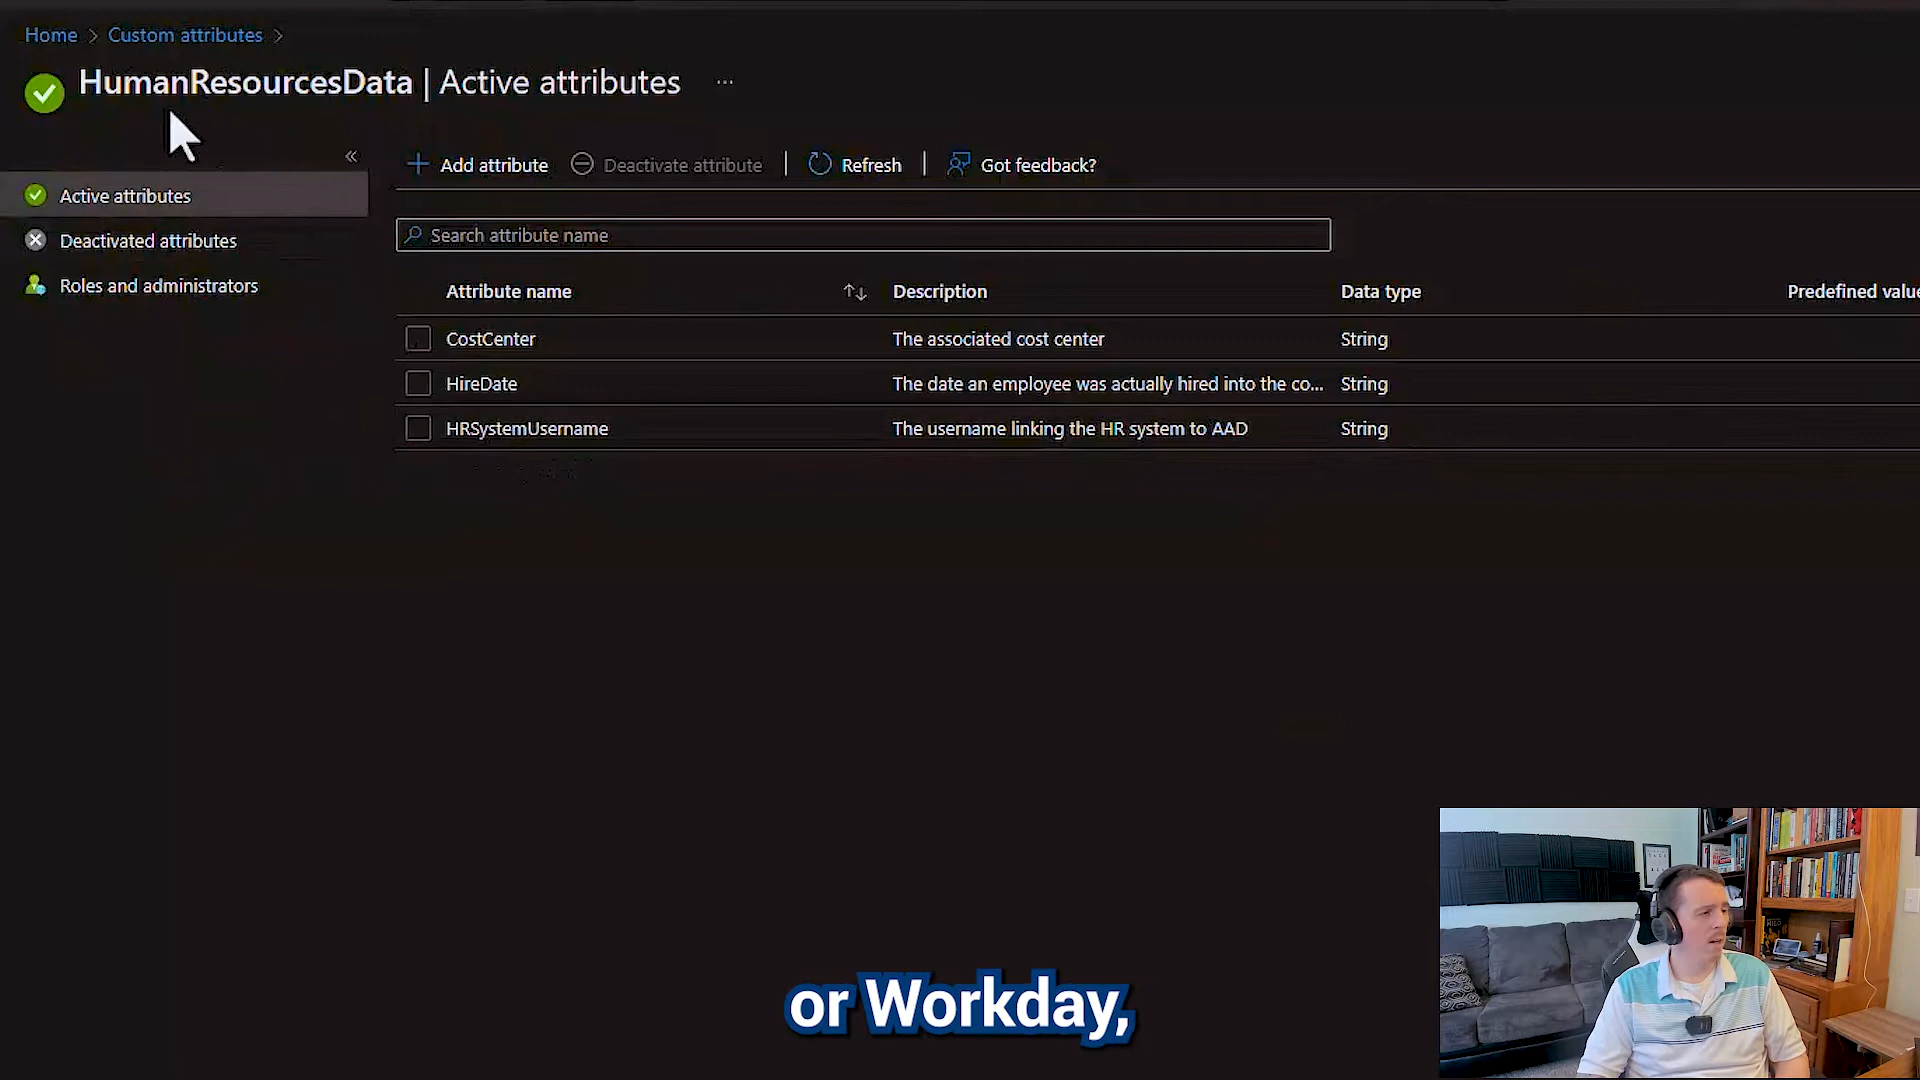 Home > Custom attributes >
HumanResourcesData | Active attributes ...
«
+ Add attribute Deactivate attribute | Refresh | Got feedback?
Active attributes
Deactivated attributes
Roles and administrators
Search attribute name
Attribute name ↑↓ Description Data type Predefined value
CostCenter The associated cost center String
HireDate The date an employee was actually hired into the co... String
HRSystemUsername The username linking the HR system to AAD String
or Workday,